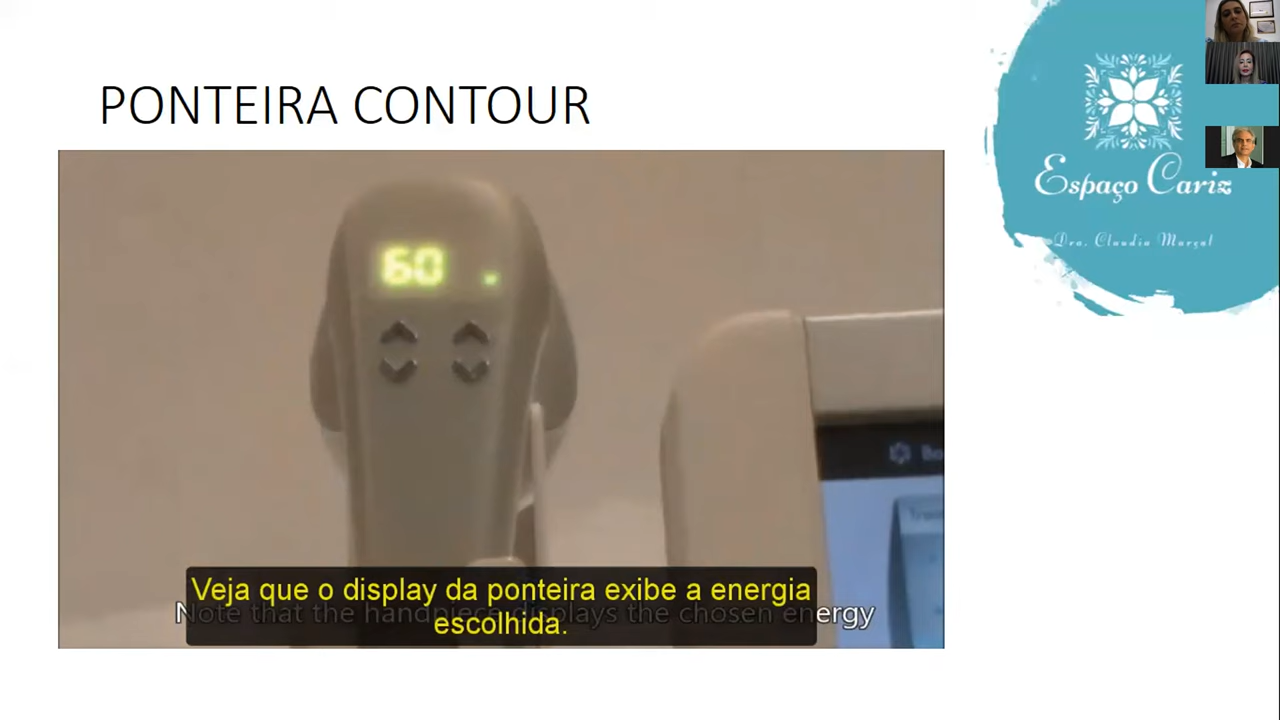 PONTEIRA CONTOUR
Espaço Cariz
Dra. Claudia Marçal
60
Veja que o display da ponteira exibe a energia
escolhida.
Note that the handpiece displays the chosen energy